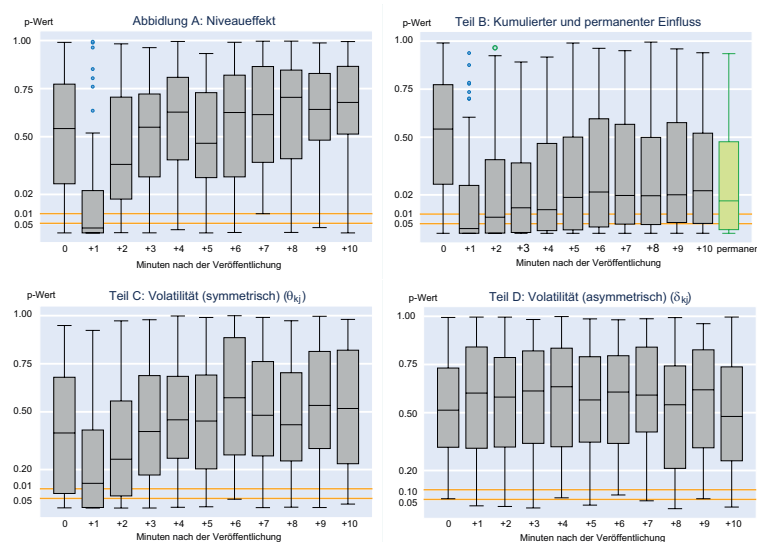 Abbidlung A: Niveaueffekt
p-Wert
1.00
0.75
0.50
0.02
0.01
0.05
0 +1 +2 +3 +4 +5 +6 +7 +8 +9 +10
Minuten nach der Veröffentlichung
Teil B: Kumulierter und permanenter Einfluss
p-Wert
1.00
0.75
0.50
0.02
0.01
0.05
0 +1 +2 +3 +4 +5 +6 +7 +8 +9 +10 permaner
Minuten nach der Veröffentlichung
Teil C: Volatilität (symmetrisch) (θkj)
p-Wert
1.00
0.75
0.50
0.20
0.01
0.05
0 +1 +2 +3 +4 +5 +6 +7 +8 +9 +10
Minuten nach der Veröffentlichung
Teil D: Volatilität (asymmetrisch) (δkj)
p-Wert
1.00
0.75
0.50
0.20
0.10
0.05
0 +1 +2 +3 +4 +5 +6 +7 +8 +9 +10
Minuten nach der Veröffentlichung